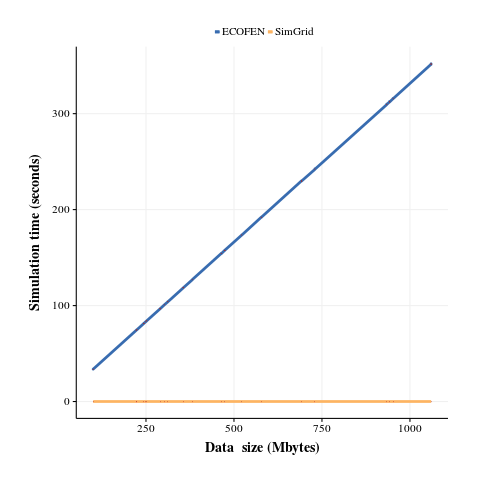 ECOFEN SimGrid
Simulation time (seconds)
300
200
100
0
250 500 750 1000
Data size (Mbytes)